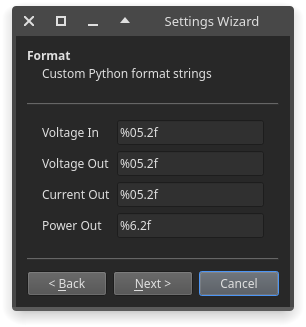 Settings Wizard
Format
Custom Python format strings
Voltage In %05.2f
Voltage Out %05.2f
Current Out %05.2f
Power Out %6.2f
< Back Next > Cancel